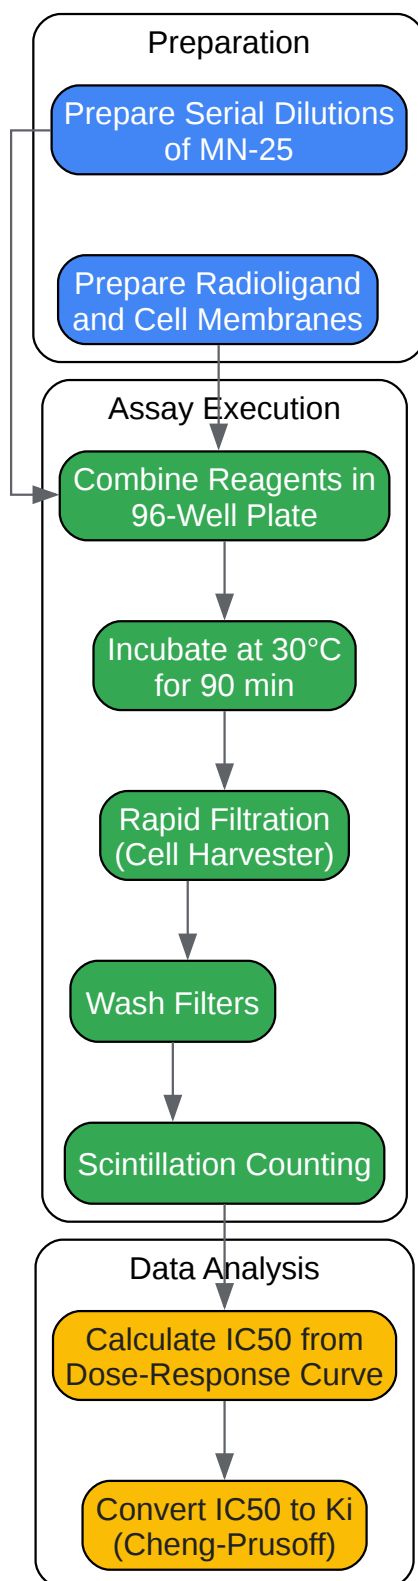 Preparation
Prepare Serial Dilutions
of MN-25
Prepare Radioligand
and Cell Membranes
Assay Execution
Combine Reagents in
96-Well Plate
Incubate at 30°C
for 90 min
Rapid Filtration
(Cell Harvester)
Wash Filters
Scintillation Counting
Data Analysis
Calculate IC50 from
Dose-Response Curve
Convert IC50 to Ki
(Cheng-Prusoff)